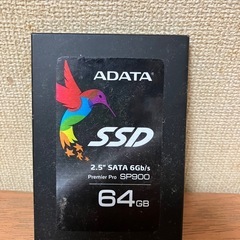 ADATA
SSD
2.5" SATA 6Gb/s
Premier Pro SP900
64GB